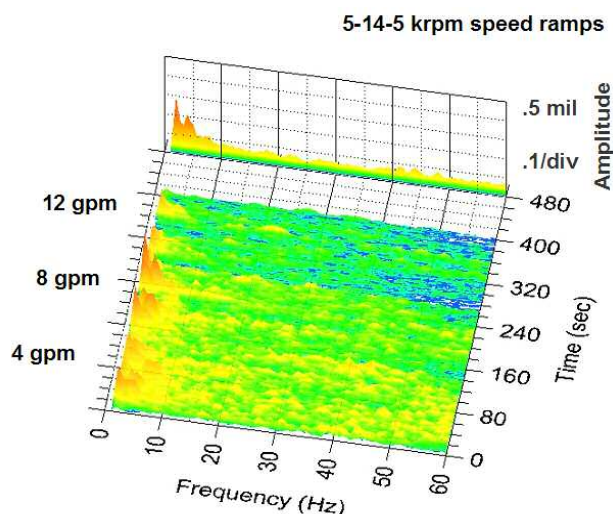 5-14-5 krpm speed ramps
.5 mil
.1/div
Amplitude
12 gpm
8 gpm
4 gpm
480
400
320
240
160
80
0
Time (sec)
0
10
20
30
40
50
60
Frequency (Hz)